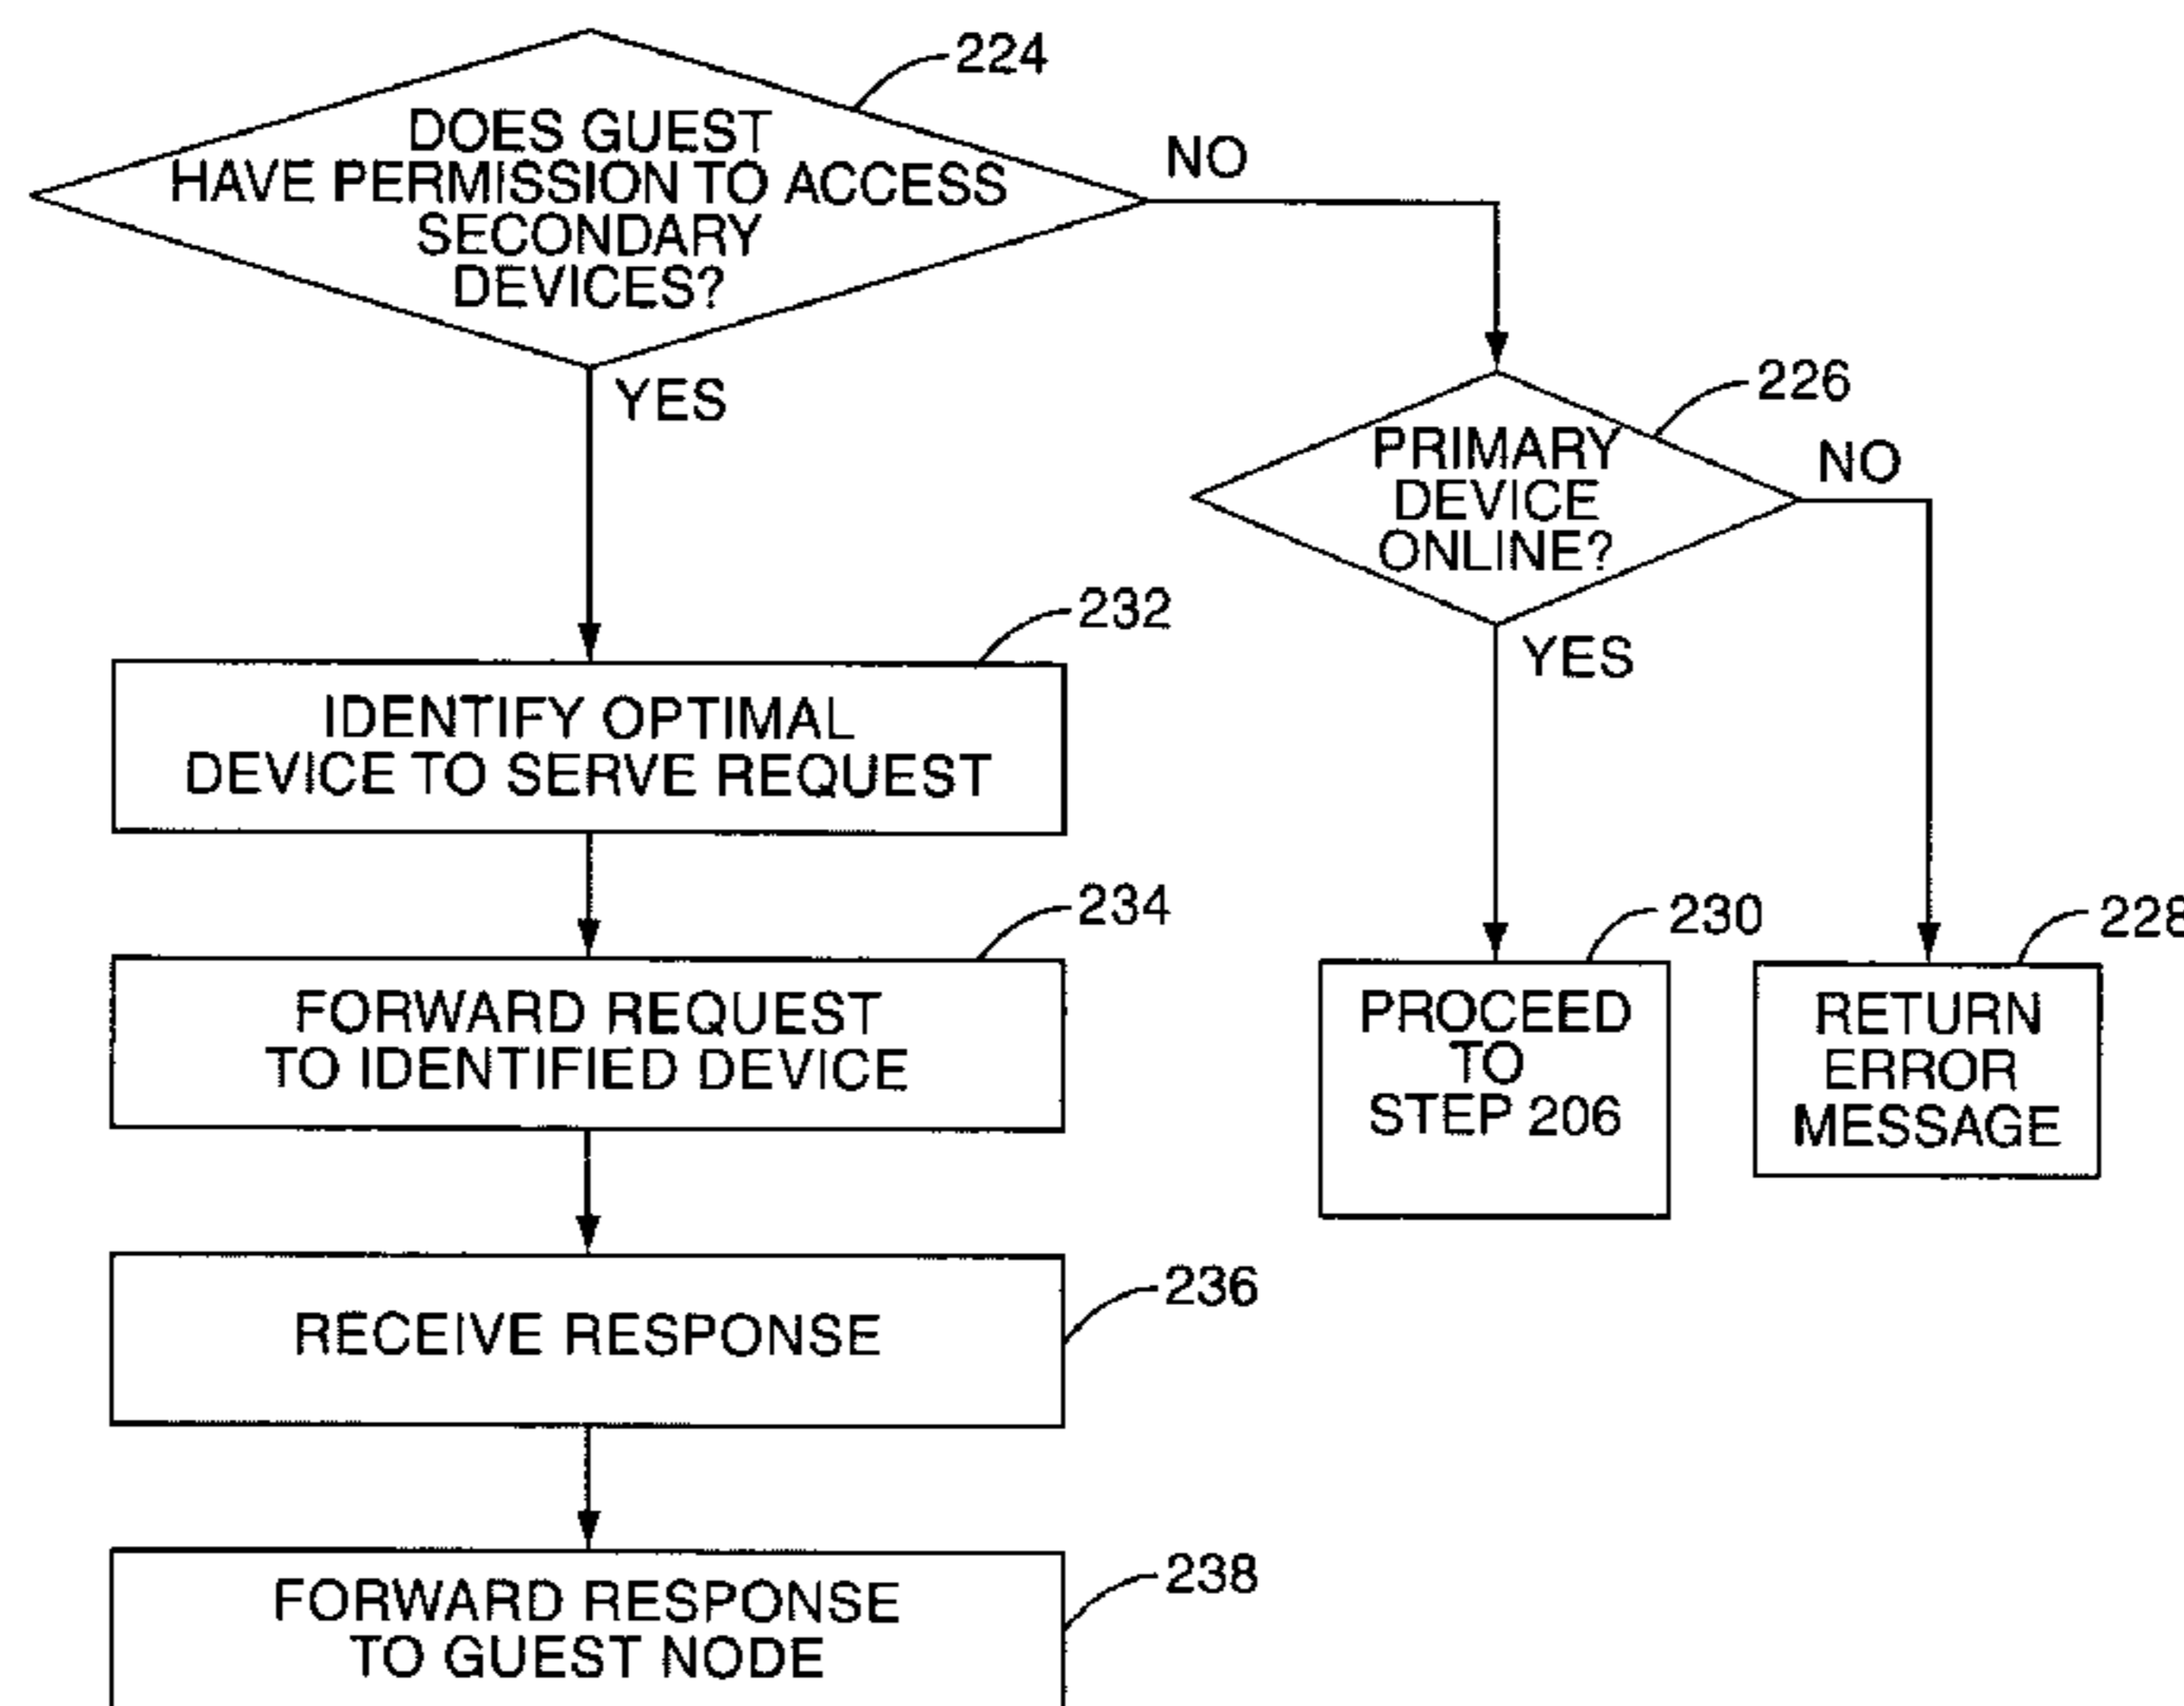 224
DOES GUEST
HAVE PERMISSION TO ACCESS
SECONDARY
DEVICES?
NO
YES
226
PRIMARY
DEVICE
ONLINE?
NO
YES
232
IDENTIFY OPTIMAL
DEVICE TO SERVE REQUEST
234
FORWARD REQUEST
TO IDENTIFIED DEVICE
230
PROCEED
TO
STEP 206
228
RETURN
ERROR
MESSAGE
236
RECEIVE RESPONSE
238
FORWARD RESPONSE
TO GUEST NODE